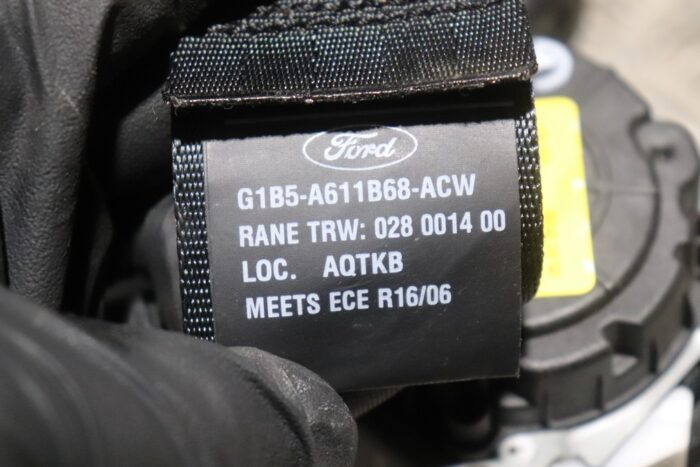 Ford
G1B5-A611B68-ACW
RANE TRW: 028 0014 00
LOC. AQTKB
MEETS ECE R16/06